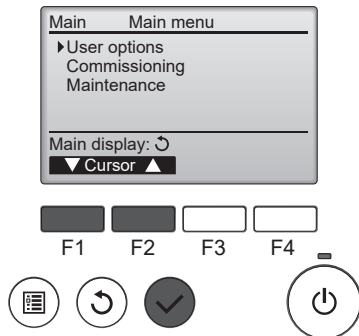 Main Main menu
User options
Commissioning
Maintenance
Main display:
Cursor
F1 F2 F3 F4